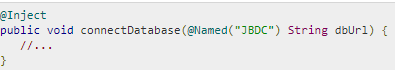 @Inject
public void connectDatabase(@Named("JBDC") String dbUrl) {
   //...
}